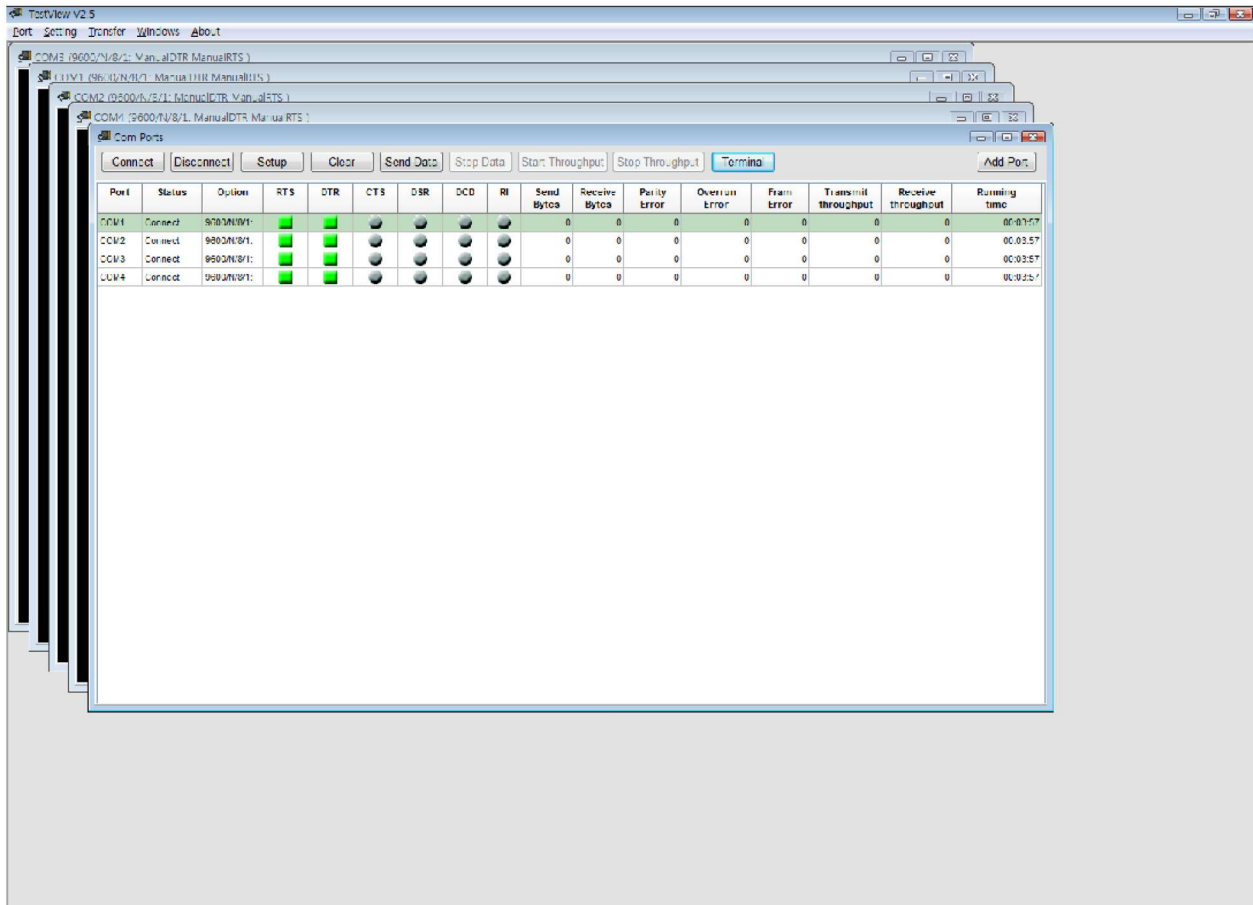 TestView V2.5
Port Setting Transfer Windows About
COM3 (9600/N/8/1: ManualDTR ManualRTS )
COM1 (9600/N/8/1: ManualDTR ManualRTS )
COM2 (9600/N/8/1: ManualDTR ManualRTS )
COM4 (9600/N/8/1: ManualDTR ManualRTS )
Com Ports
Connect Disconnect Setup Clear Send Data Stop Data Start Throughput Stop Throughput Terminal Add Port
Port Status Option RTS DTR CTS DSR DCD RI Send Bytes Receive Bytes Parity Error Overrun Error Fram Error Transmit throughput Receive throughput Running time
COM1 Connect 9600/N/8/1: 0 0 0 0 0 0 0 00:03:57
COM2 Connect 9600/N/8/1: 0 0 0 0 0 0 0 00:03:57
COM3 Connect 9600/N/8/1: 0 0 0 0 0 0 0 00:03:57
COM4 Connect 9600/N/8/1: 0 0 0 0 0 0 0 00:03:57